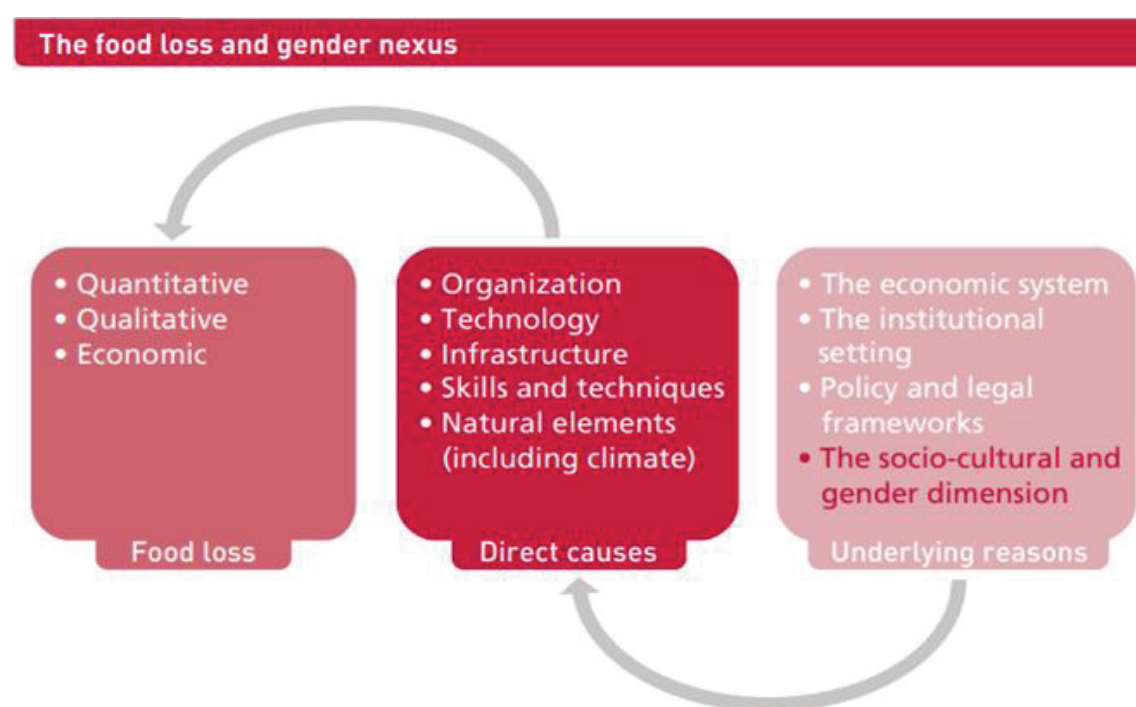 The food loss and gender nexus
• Quantitative
• Qualitative
• Economic
Food loss
• Organization
• Technology
• Infrastructure
• Skills and techniques
• Natural elements
(including climate)
Direct causes
• The economic system
• The institutional
setting
• Policy and legal
frameworks
• The socio-cultural and
gender dimension
Underlying reasons